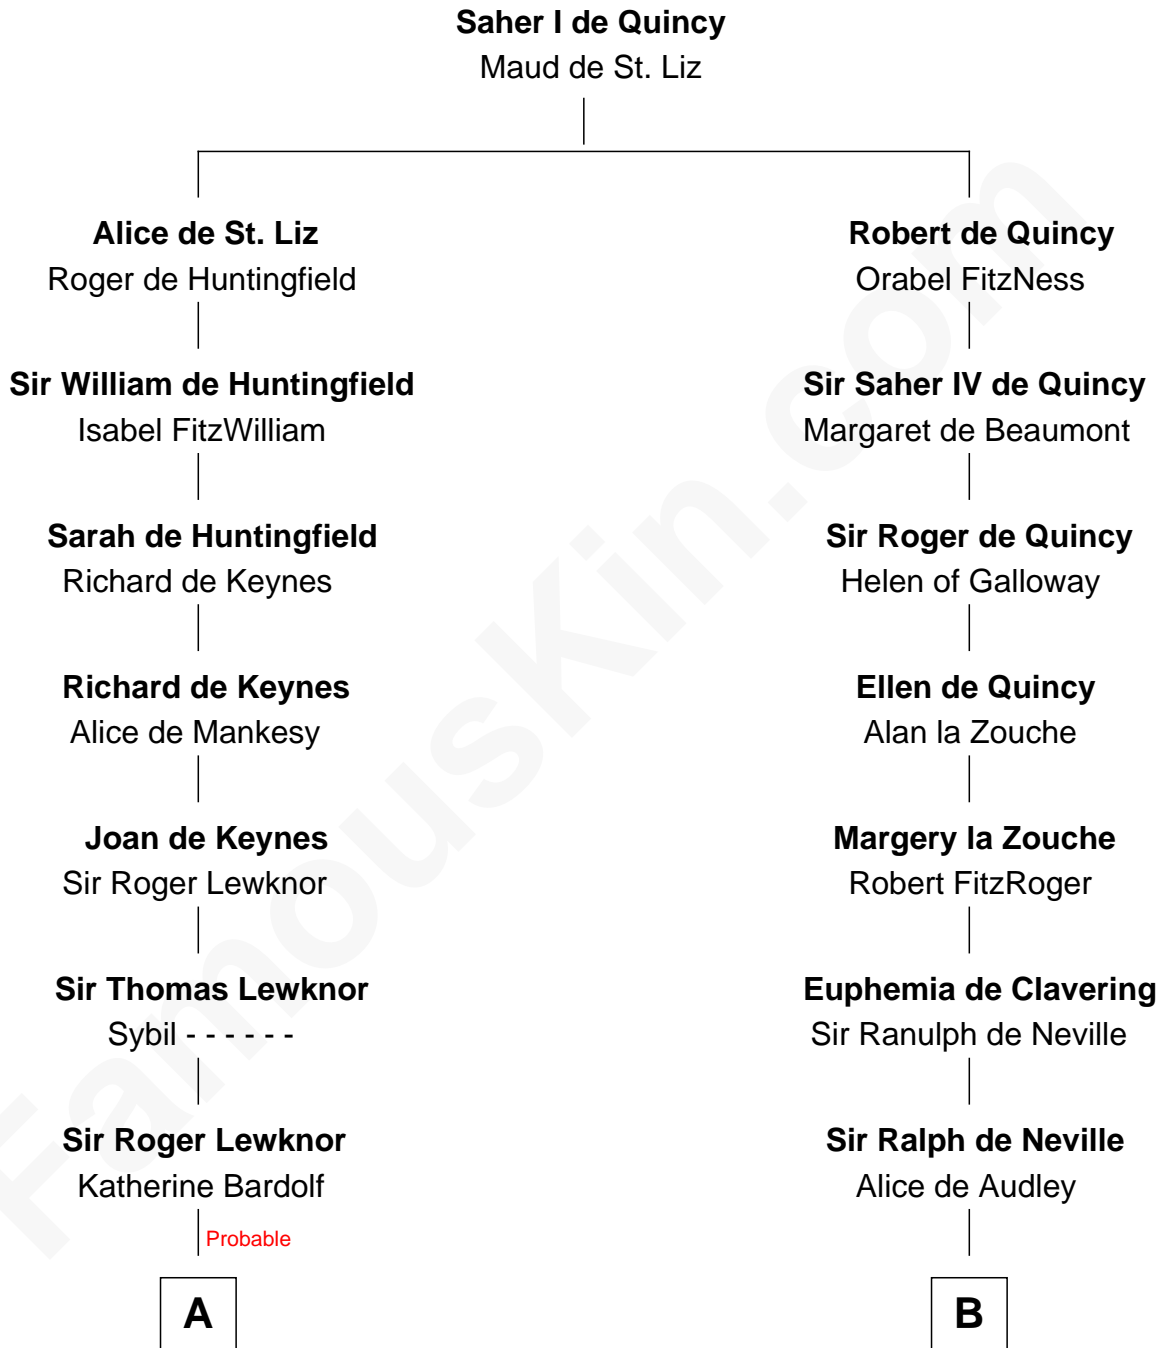 Saher I de Quincy
Maud de St. Liz
Alice de St. Liz
Roger de Huntingfield
Robert de Quincy
Orabel FitzNess
Sir William de Huntingfield
Isabel FitzWilliam
Sir Saher IV de Quincy
Margaret de Beaumont
Sarah de Huntingfield
Richard de Keynes
Sir Roger de Quincy
Helen of Galloway
Richard de Keynes
Alice de Mankesy
Ellen de Quincy
Alan la Zouche
Joan de Keynes
Sir Roger Lewknor
Margery la Zouche
Robert FitzRoger
Sir Thomas Lewknor
Sybil - - - - - -
Euphemia de Clavering
Sir Ranulph de Neville
Sir Roger Lewknor
Katherine Bardolf
Sir Ralph de Neville
Alice de Audley
Probable
A
B
FamousKin.com